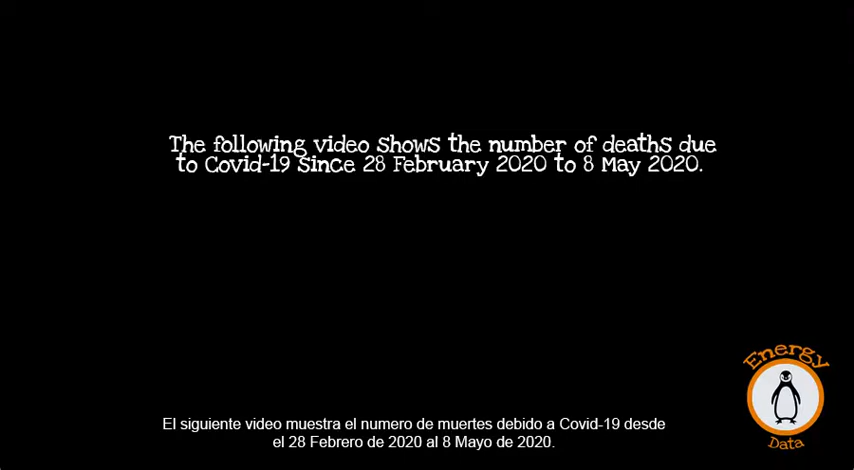 The following video shows the number of deaths due
to Covid-19 since 28 February 2020 to 8 May 2020.
Energy
Data
El siguiente video muestra el numero de muertes debido a Covid-19 desde
el 28 Febrero de 2020 al 8 Mayo de 2020.